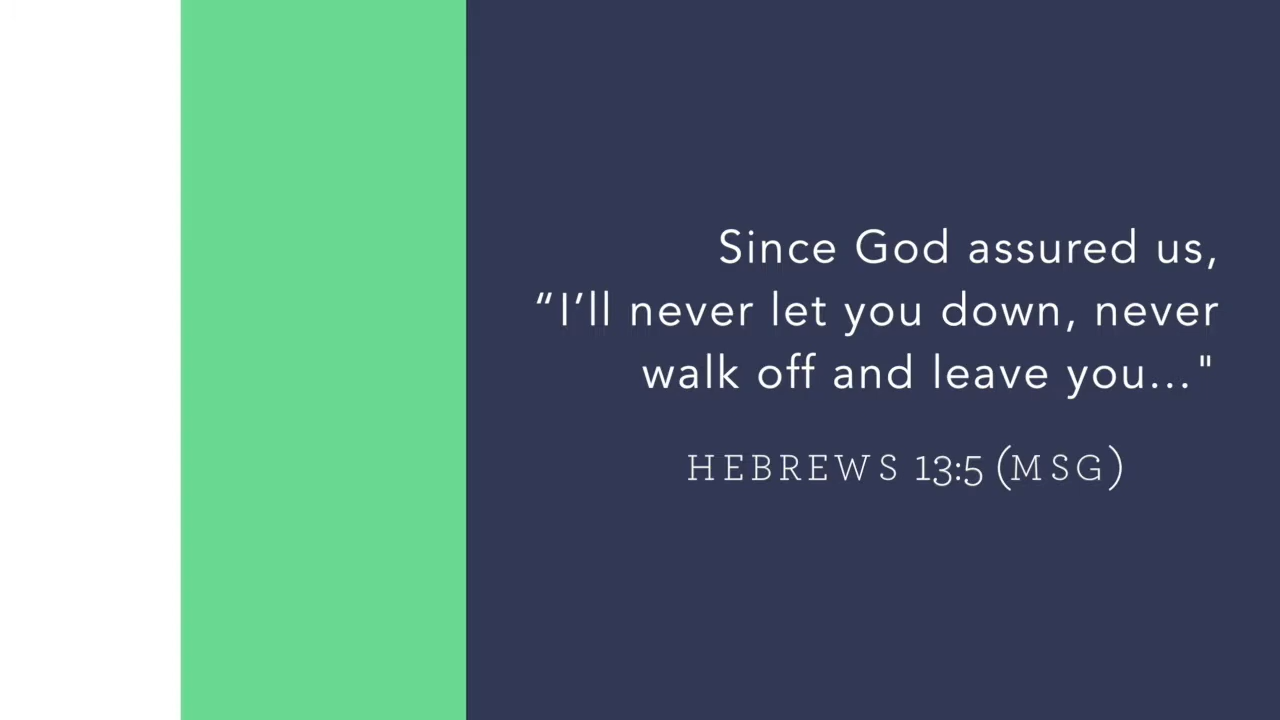 Since God assured us,
“I’ll never let you down, never
walk off and leave you..."
HEBREWS 13:5 (MSG)